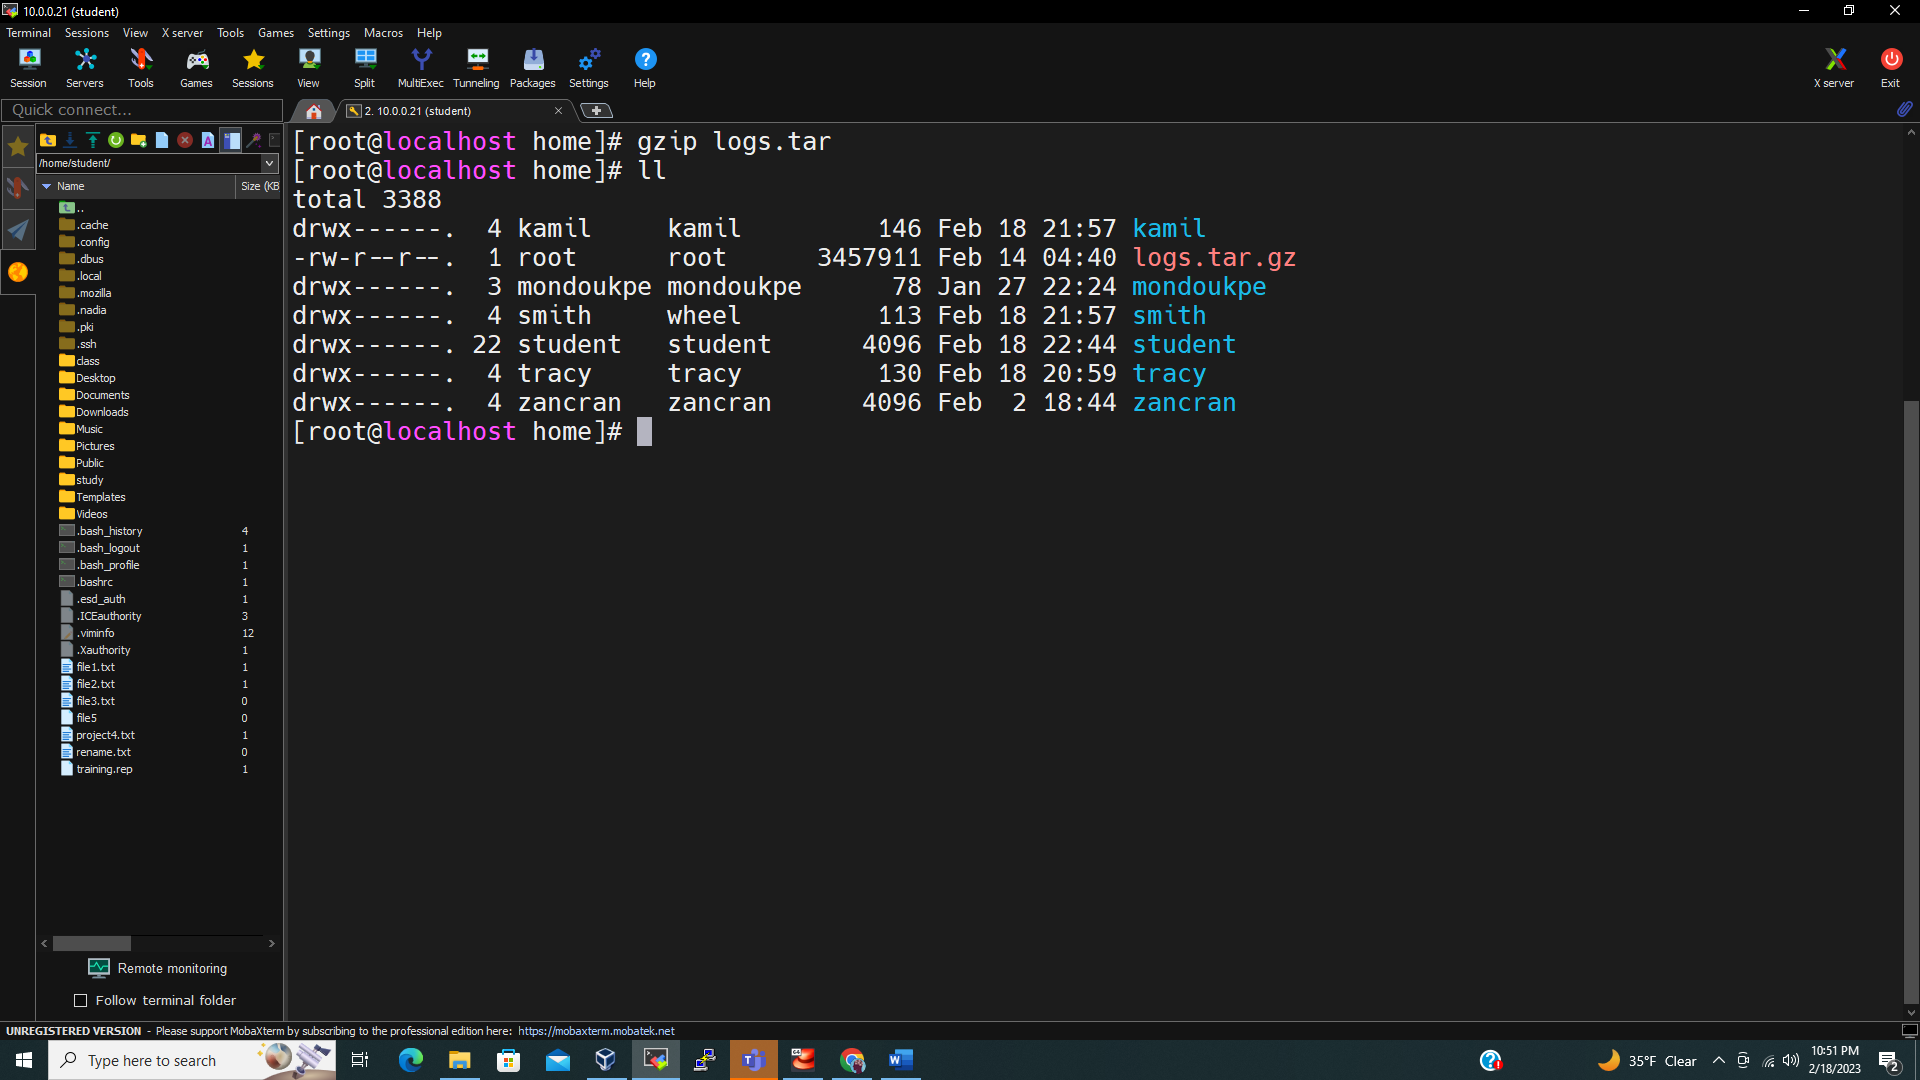 10.0.0.21 (student)
Terminal Sessions View X server Tools Games Settings Macros Help
Session Servers Tools Games Sessions View Split MultiExec Tunneling Packages Settings Help X server Exit
Quick connect...
2. 10.0.0.21 (student)
/home/student/
Name Size (KB
..
.cache
.config
.dbus
.local
.mozilla
.nadia
.pki
.ssh
class
Desktop
Documents
Downloads
Music
Pictures
Public
study
Templates
Videos
.bash_history 4
.bash_logout 1
.bash_profile 1
.bashrc 1
.esd_auth 1
.ICEauthority 3
.viminfo 12
.Xauthority 1
file1.txt 1
file2.txt 1
file3.txt 0
file5 0
project4.txt 1
rename.txt 0
training.rep 1
Remote monitoring
Follow terminal folder
[root@localhost home]# gzip logs.tar
[root@localhost home]# ll
total 3388
drwx------.  4 kamil     kamil         146 Feb 18 21:57 kamil
-rw-r--r--.  1 root      root      3457911 Feb 14 04:40 logs.tar.gz
drwx------.  3 mondoukpe mondoukpe      78 Jan 27 22:24 mondoukpe
drwx------.  4 smith     wheel         113 Feb 18 21:57 smith
drwx------. 22 student   student      4096 Feb 18 22:44 student
drwx------.  4 tracy     tracy         130 Feb 18 20:59 tracy
drwx------.  4 zancran   zancran      4096 Feb  2 18:44 zancran
[root@localhost home]#
UNREGISTERED VERSION - Please support MobaXterm by subscribing to the professional edition here: https://mobaxterm.mobatek.net
Type here to search
35°F Clear
10:51 PM
2/18/2023
2